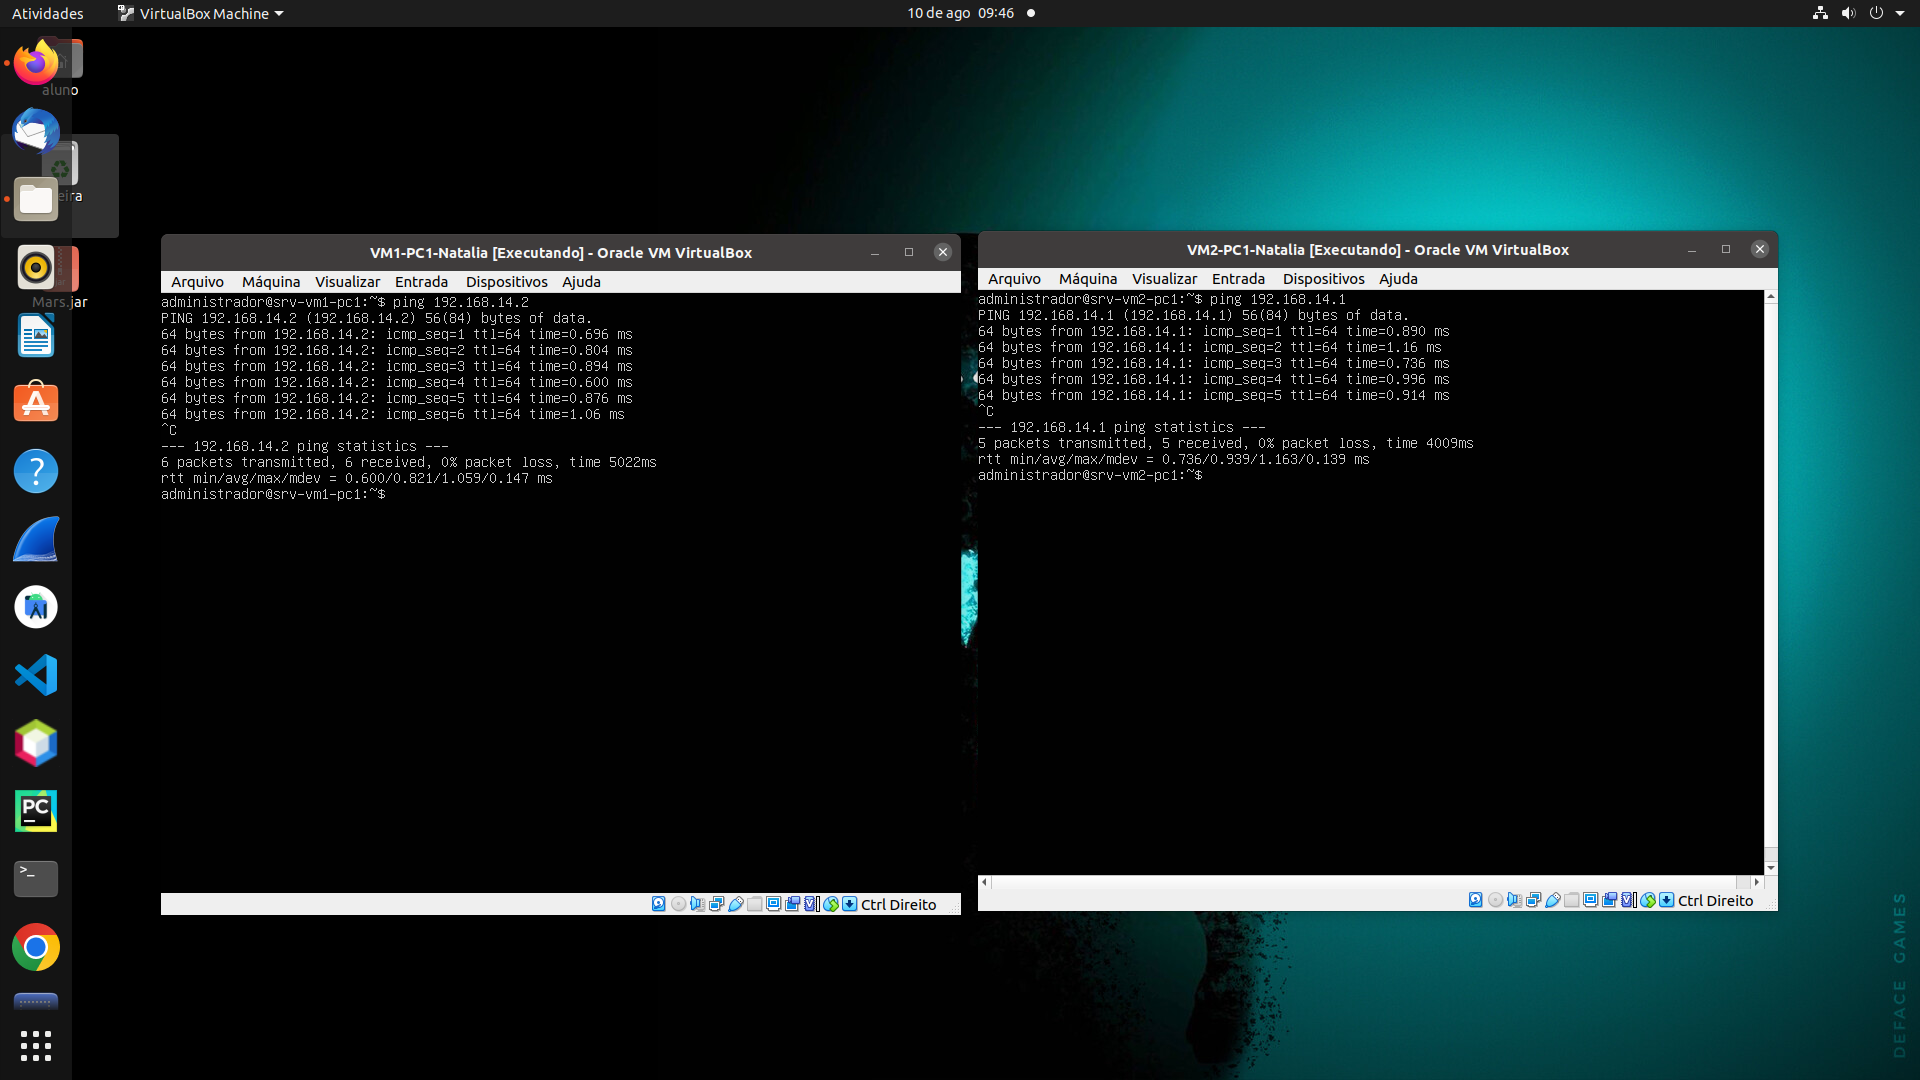 Atividades
VirtualBox Machine
10 de ago 09:46
aluno
eira
Mars.jar
VM1-PC1-Natalia [Executando] - Oracle VM VirtualBox
Arquivo Máquina Visualizar Entrada Dispositivos Ajuda
administrador@srv-vm1-pc1:~$ ping 192.168.14.2
PING 192.168.14.2 (192.168.14.2) 56(84) bytes of data.
64 bytes from 192.168.14.2: icmp_seq=1 ttl=64 time=0.696 ms
64 bytes from 192.168.14.2: icmp_seq=2 ttl=64 time=0.804 ms
64 bytes from 192.168.14.2: icmp_seq=3 ttl=64 time=0.894 ms
64 bytes from 192.168.14.2: icmp_seq=4 ttl=64 time=0.600 ms
64 bytes from 192.168.14.2: icmp_seq=5 ttl=64 time=0.876 ms
64 bytes from 192.168.14.2: icmp_seq=6 ttl=64 time=1.06 ms
^C
--- 192.168.14.2 ping statistics ---
6 packets transmitted, 6 received, 0% packet loss, time 5022ms
rtt min/avg/max/mdev = 0.600/0.821/1.059/0.147 ms
administrador@srv-vm1-pc1:~$
Ctrl Direito
VM2-PC1-Natalia [Executando] - Oracle VM VirtualBox
Arquivo Máquina Visualizar Entrada Dispositivos Ajuda
administrador@srv-vm2-pc1:~$ ping 192.168.14.1
PING 192.168.14.1 (192.168.14.1) 56(84) bytes of data.
64 bytes from 192.168.14.1: icmp_seq=1 ttl=64 time=0.890 ms
64 bytes from 192.168.14.1: icmp_seq=2 ttl=64 time=1.16 ms
64 bytes from 192.168.14.1: icmp_seq=3 ttl=64 time=0.736 ms
64 bytes from 192.168.14.1: icmp_seq=4 ttl=64 time=0.996 ms
64 bytes from 192.168.14.1: icmp_seq=5 ttl=64 time=0.914 ms
^C
--- 192.168.14.1 ping statistics ---
5 packets transmitted, 5 received, 0% packet loss, time 4009ms
rtt min/avg/max/mdev = 0.736/0.939/1.163/0.139 ms
administrador@srv-vm2-pc1:~$
Ctrl Direito
PC
>_
DEFACE GAMES